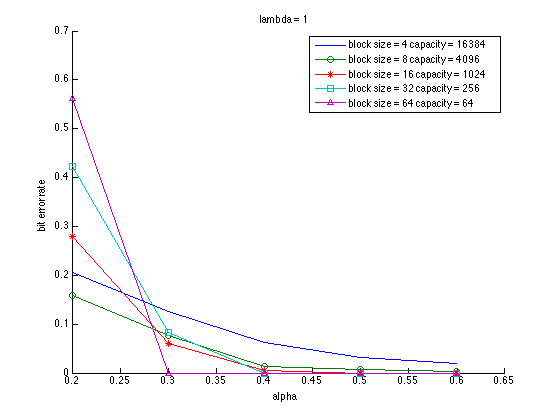 lambda = 1
0.7
0.6
0.5
0.4
0.3
0.2
0.1
0
bit error rate
block size = 4 capacity = 16384
block size = 8 capacity = 4096
block size = 16 capacity = 1024
block size = 32 capacity = 256
block size = 64 capacity = 64
0.2 0.25 0.3 0.35 0.4 0.45 0.5 0.55 0.6 0.65
alpha